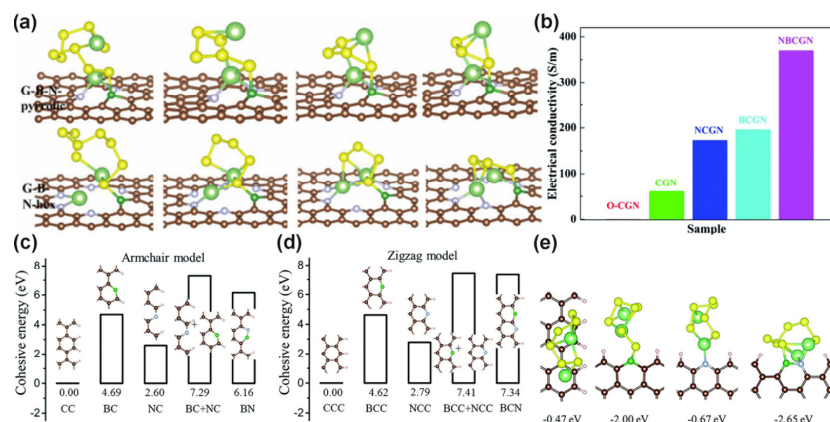 (a)
G-B-N-
pyrrolic
G-B-
N-hex
(b)
Electrical conductivity (S/m)
400
300
200
100
0
O-CGN
CGN
NCGN
BCGN
NBCGN
Sample
(c)
Armchair model
Cohesive energy (eV)
8
6
4
2
0
-2
+
0.00 4.69 2.60 7.29 6.16
CC BC NC BC+NC BN
(d)
Zigzag model
Cohesive energy (eV)
8
6
4
2
0
-2
+
0.00 4.62 2.79 7.41 7.34
CCC BCC NCC BCC+NCC BCN
(e)
-0.47 eV -2.00 eV -0.67 eV -2.65 eV